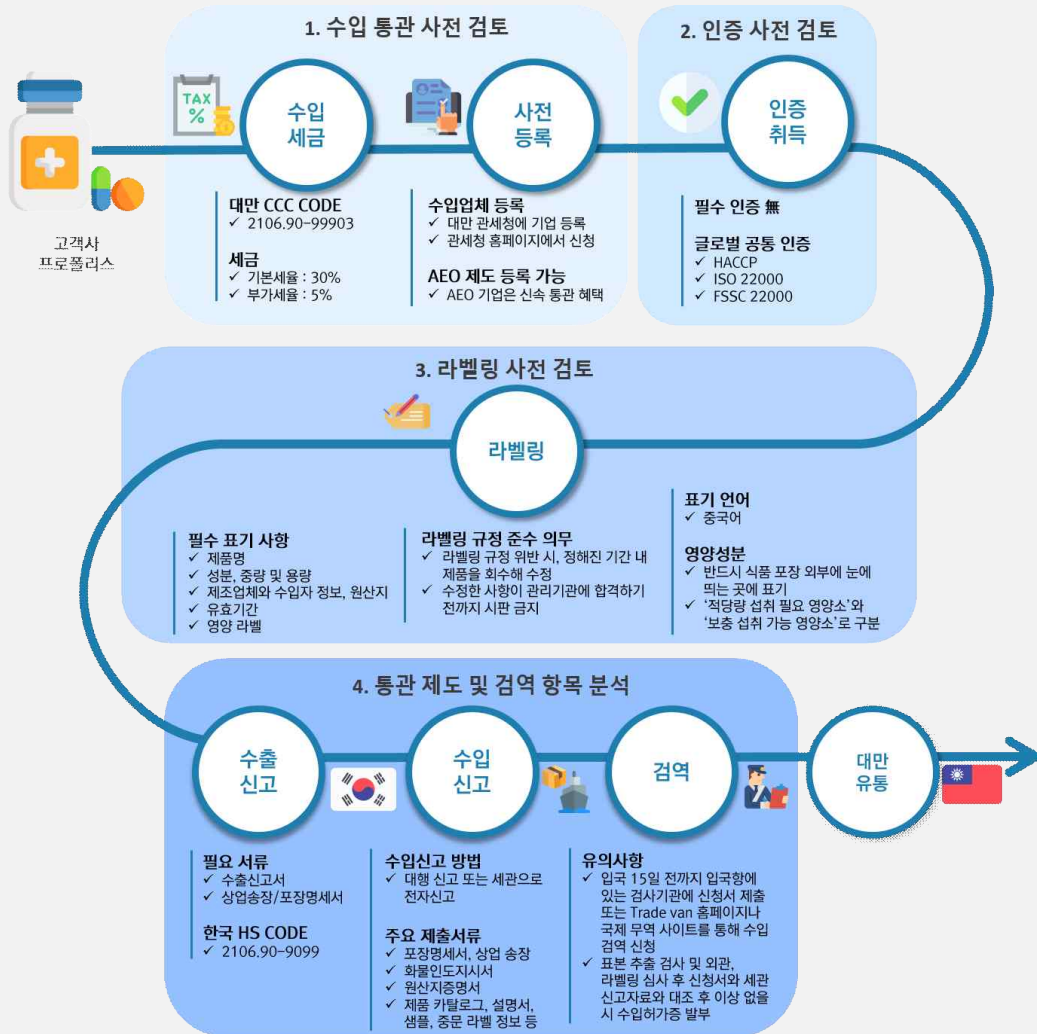 1. 수입 통관 사전 검토
TAX
%
수입
세금
사전
등록
고객사
프로폴리스
대만 CCC CODE
✓ 2106.90-99903
세금
✓ 기본세율 : 30%
✓ 부가세율 : 5%
수입업체 등록
✓ 대만 관세청에 기업 등록
✓ 관세청 홈페이지에서 신청
AEO 제도 등록 가능
✓ AEO 기업은 신속 통관 혜택
2. 인증 사전 검토
인증
취득
필수 인증 無
글로벌 공통 인증
✓ HACCP
✓ ISO 22000
✓ FSSC 22000
3. 라벨링 사전 검토
라벨링
필수 표기 사항
✓ 제품명
✓ 성분, 중량 및 용량
✓ 제조업체와 수입자 정보, 원산지
✓ 유효기간
✓ 영양 라벨
라벨링 규정 준수 의무
✓ 라벨링 규정 위반 시, 정해진 기간 내
제품을 회수해 수정
✓ 수정한 사항이 관리기관에 합격하기
전까지 시판 금지
표기 언어
✓ 중국어
영양성분
✓ 반드시 식품 포장 외부에 눈에
띄는 곳에 표기
✓ ‘적당량 섭취 필요 영양소’와
‘보충 섭취 가능 영양소’로 구분
4. 통관 제도 및 검역 항목 분석
수출
신고
수입
신고
검역
대만
유통
필요 서류
✓ 수출신고서
✓ 상업송장/포장명세서
한국 HS CODE
✓ 2106.90-9099
수입신고 방법
✓ 대행 신고 또는 세관으로
전자신고
주요 제출서류
✓ 포장명세서, 상업 송장
✓ 화물인도지시서
✓ 원산지증명서
✓ 제품 카탈로그, 설명서,
샘플, 중문 라벨 정보 등
유의사항
✓ 입국 15일 전까지 입국항에
있는 검사기관에 신청서 제출
또는 Trade van 홈페이지나
국제 무역 사이트를 통해 수입
검역 신청
✓ 표본 추출 검사 및 외관,
라벨링 심사 후 신청서와 세관
신고자료와 대조 후 이상 없을
시 수입허가증 발부